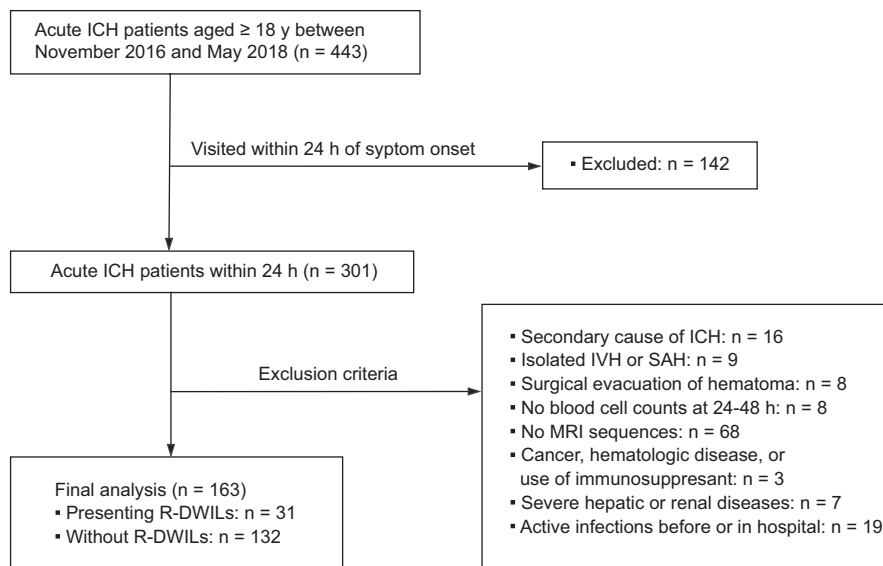 Acute ICH patients aged ≥ 18 y between
November 2016 and May 2018 (n = 443)
Visited within 24 h of syptom onset
▪ Excluded: n = 142
Acute ICH patients within 24 h (n = 301)
Exclusion criteria
▪ Secondary cause of ICH: n = 16
▪ Isolated IVH or SAH: n = 9
▪ Surgical evacuation of hematoma: n = 8
▪ No blood cell counts at 24-48 h: n = 8
▪ No MRI sequences: n = 68
▪ Cancer, hematologic disease, or
use of immunosuppresant: n = 3
▪ Severe hepatic or renal diseases: n = 7
▪ Active infections before or in hospital: n = 19
Final analysis (n = 163)
▪ Presenting R-DWILs: n = 31
▪ Without R-DWILs: n = 132